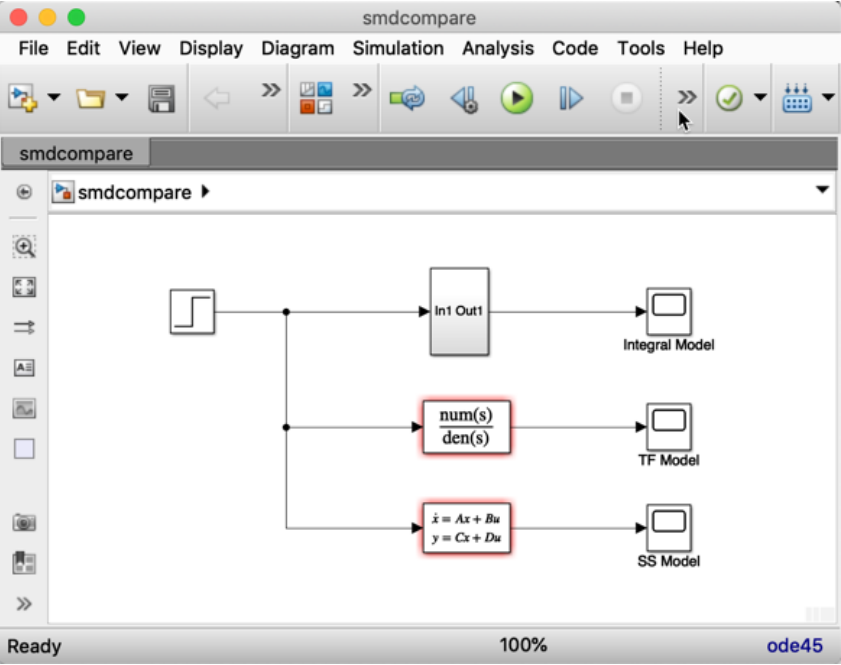 smdcompare
File Edit View Display Diagram Simulation Analysis Code Tools Help
smdcompare
smdcompare
In1 Out1
Integral Model
num(s)
den(s)
TF Model
ẋ = Ax + Bu
y = Cx + Du
SS Model
Ready 100% ode45